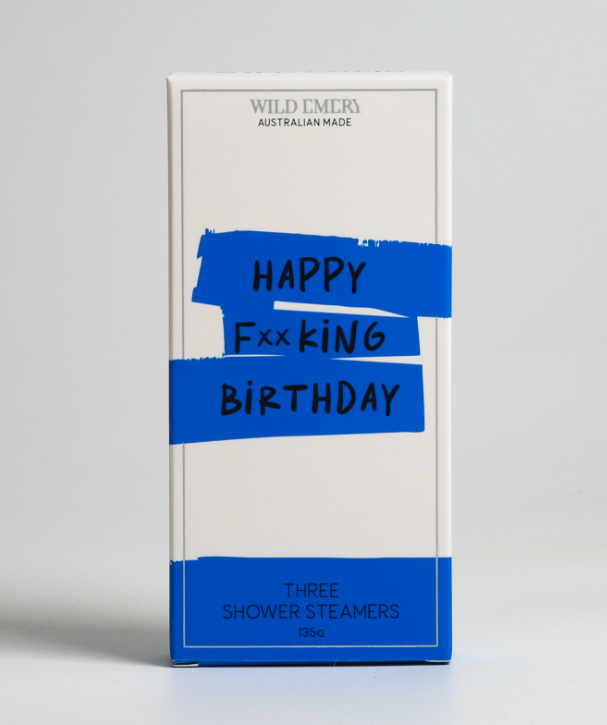 WILD EMERY
AUSTRALIAN MADE
HAPPY
FxxKiNG
BiRTHDAY
THREE
SHOWER STEAMERS
135G